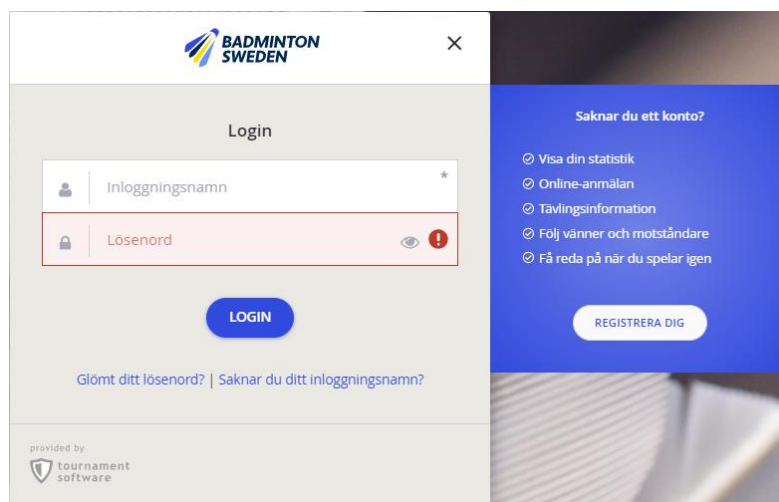 BADMINTON
SWEDEN
Login
Inloggningsnamn *
Lösenord
LOGIN
Glömt ditt lösenord? | Saknar du ditt inloggningsnamn?
provided by
tournament
software
Saknar du ett konto?
Visa din statistik
Online-anmälan
Tävlingsinformation
Följ vänner och motståndare
Få reda på när du spelar igen
REGISTRERA DIG